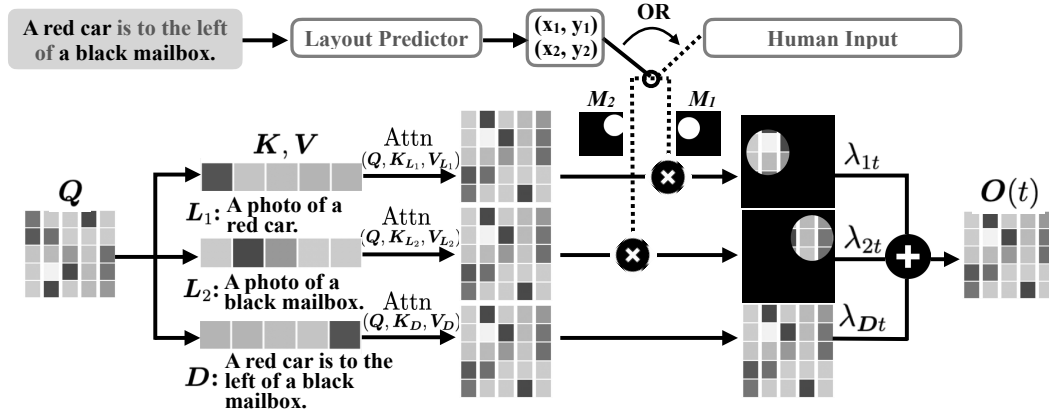 A red car is to the left
of a black mailbox.
Layout Predictor
(x₁, y₁)
(x₂, y₂)
OR
Human Input
M₂
M₁
K, V
Attn
(Q, K_{L₁}, V_{L₁})
Q
L₁: A photo of a
red car.
Attn
(Q, K_{L₂}, V_{L₂})
L₂: A photo of a
black mailbox.
Attn
(Q, K_D, V_D)
D: A red car is to the
left of a black
mailbox.
λ₁ₜ
λ₂ₜ
λ_{Dt}
O(t)